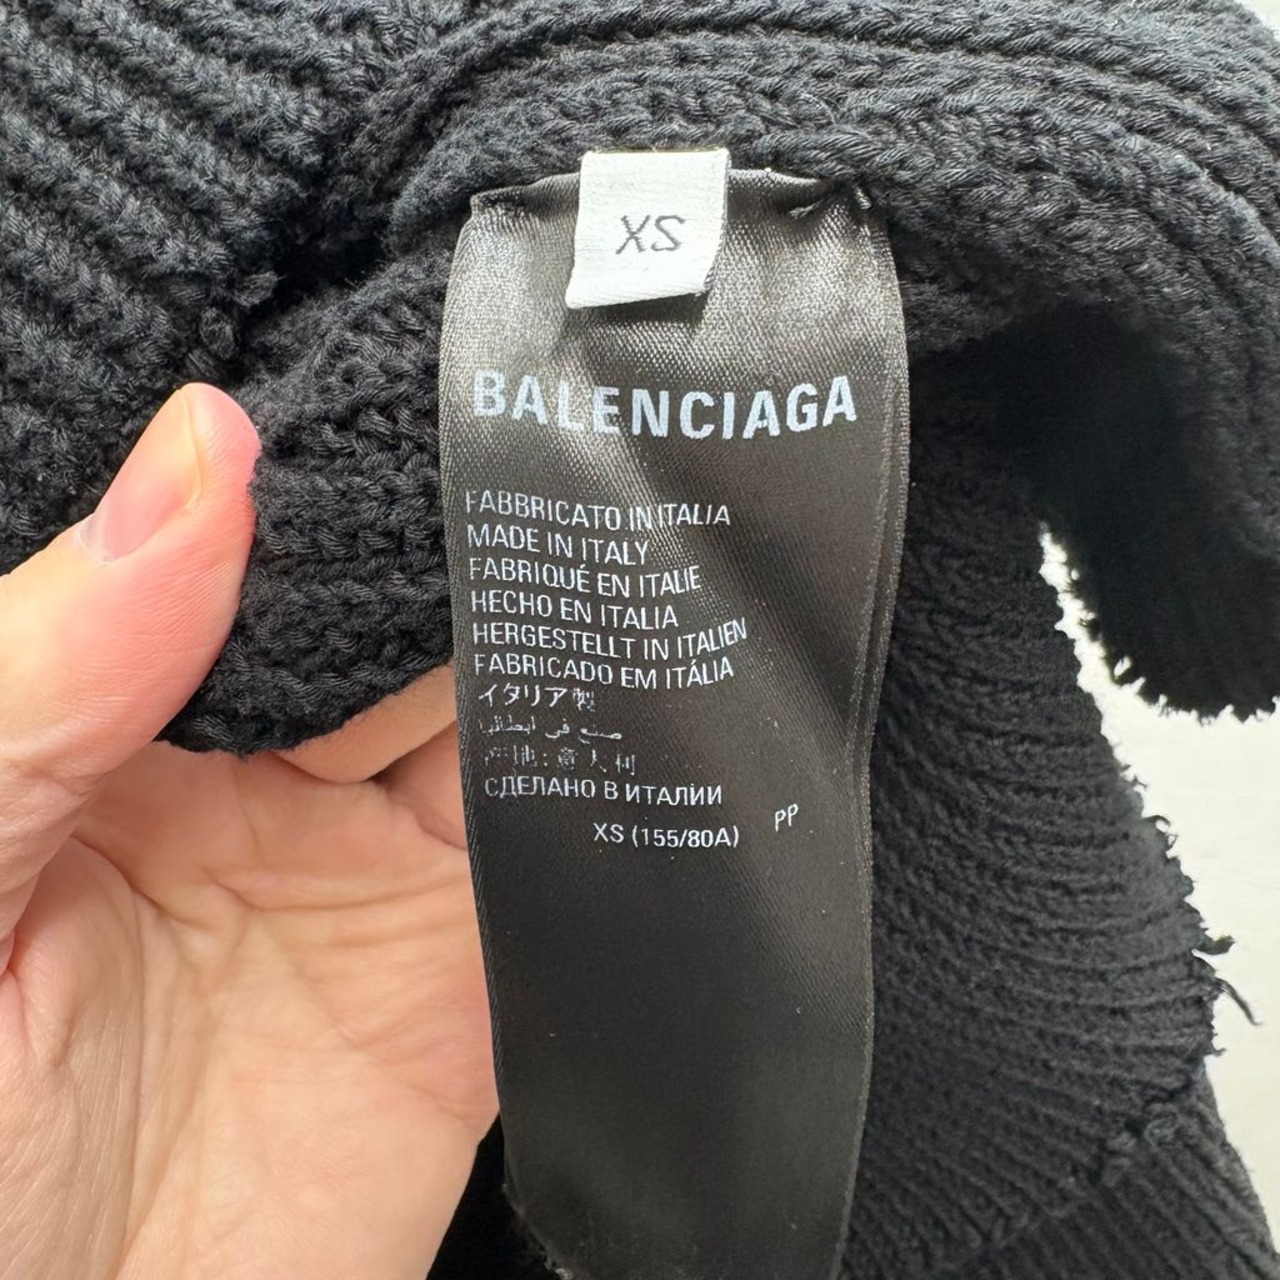 XS
BALENCIAGA
FABBRICATO IN ITALIA
MADE IN ITALY
FABRIQUÉ EN ITALIE
HECHO EN ITALIA
HERGESTELLT IN ITALIEN
FABRICADO EM ITÁLIA
イタリア製
صنع في ايطاليا
产地: 意大利
СДЕЛАНО В ИТАЛИИ
XS (155/80A) PP